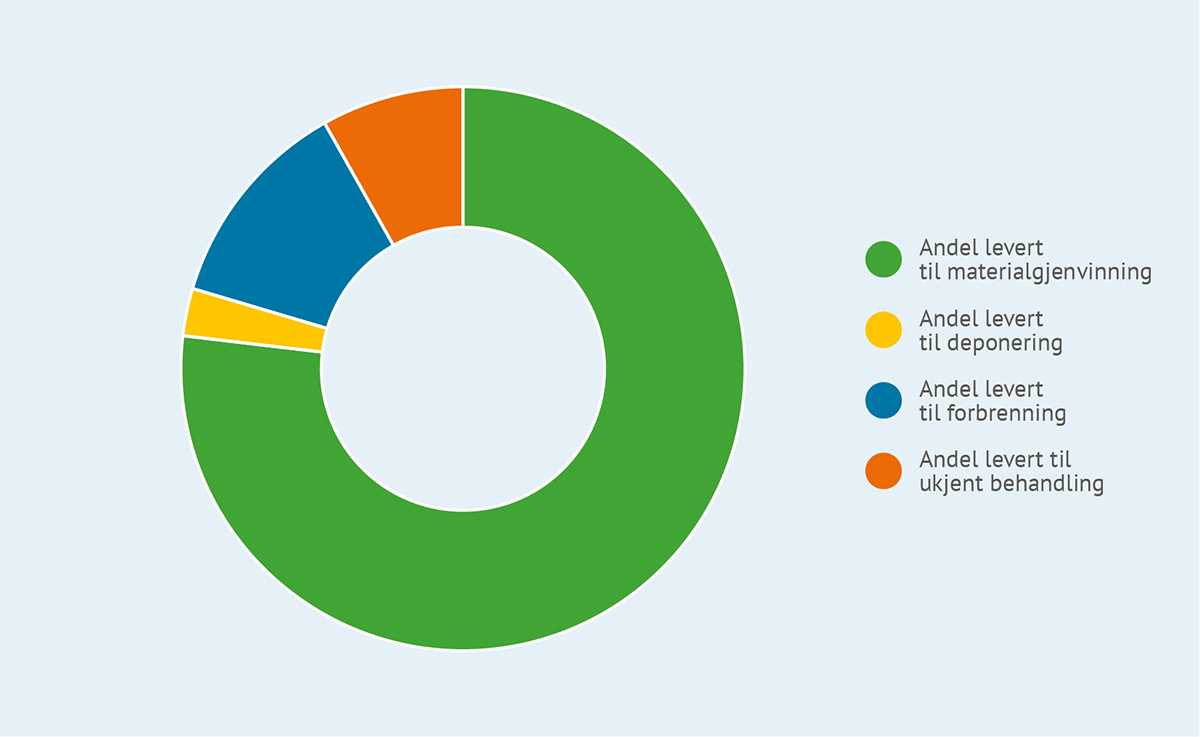 Andel levert
til materialgjenvinning
Andel levert
til deponering
Andel levert
til forbrenning
Andel levert til
ukjent behandling